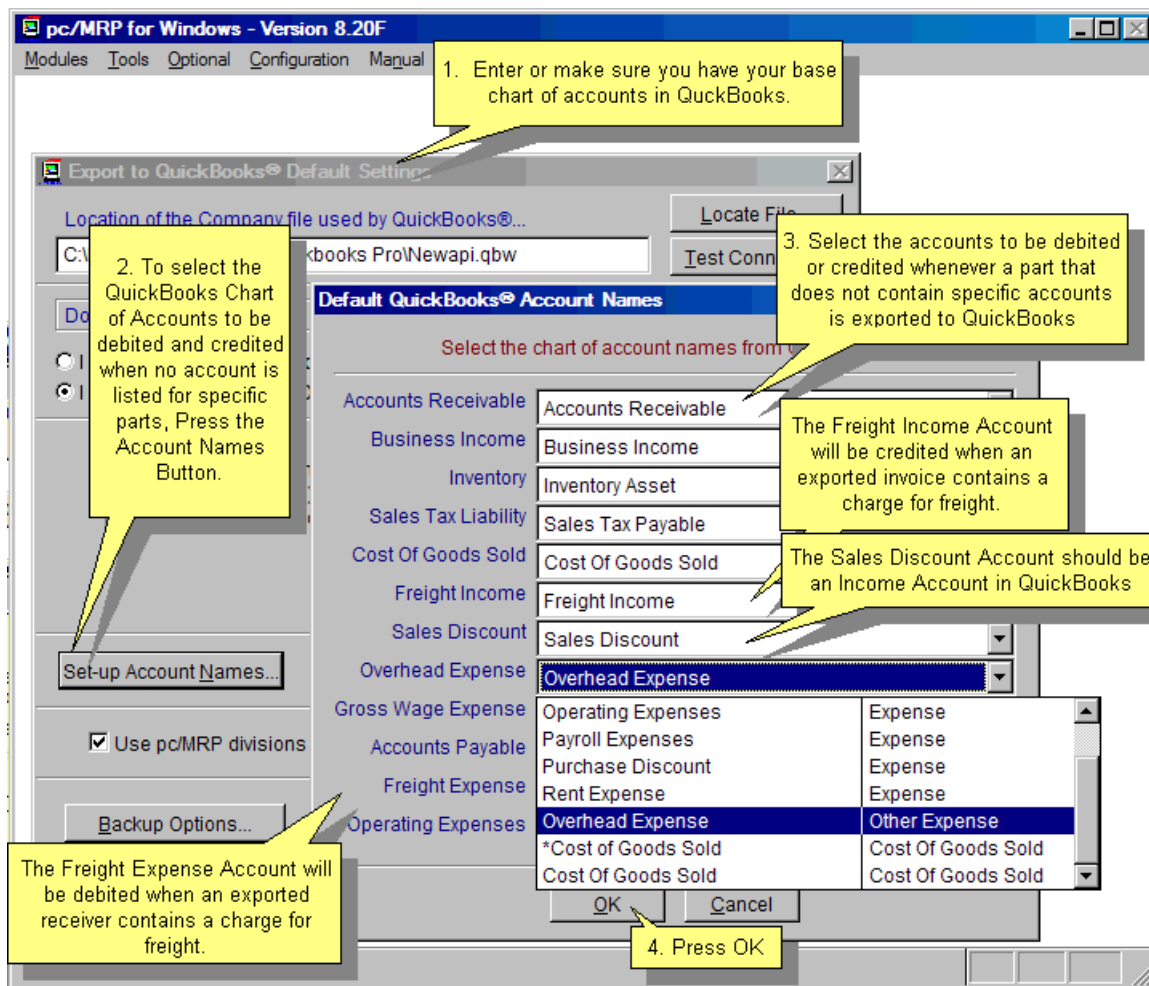 pc/MRP for Windows - Version 8.20F
Modules Tools Optional Configuration Manual
1. Enter or make sure you have your base
chart of accounts in QuckBooks.
Export to QuickBooks® Default Settings
Location of the Company file used by QuickBooks®...
Locate File
C:\
kbooks Pro\Newapi.qbw
Test Conn
2. To select the
QuickBooks Chart
of Accounts to be
debited and credited
when no account is
listed for specific
parts, Press the
Account Names
Button.
3. Select the accounts to be debited
or credited whenever a part that
does not contain specific accounts
is exported to QuickBooks
Default QuickBooks® Account Names
Select the chart of account names from
Accounts Receivable Accounts Receivable
Business Income Business Income
Inventory Inventory Asset
Sales Tax Liability Sales Tax Payable
Cost Of Goods Sold Cost Of Goods Sold
Freight Income Freight Income
Sales Discount Sales Discount
Overhead Expense Overhead Expense
The Freight Income Account
will be credited when an
exported invoice contains a
charge for freight.
The Sales Discount Account should be
an Income Account in QuickBooks
Set-up Account Names...
Gross Wage Expense
Accounts Payable
Freight Expense
Operating Expenses
Operating Expenses Expense
Payroll Expenses Expense
Purchase Discount Expense
Rent Expense Expense
Overhead Expense Other Expense
*Cost of Goods Sold Cost Of Goods Sold
Cost Of Goods Sold Cost Of Goods Sold
Use pc/MRP divisions
Backup Options...
The Freight Expense Account will
be debited when an exported
receiver contains a charge for
freight.
OK Cancel
4. Press OK